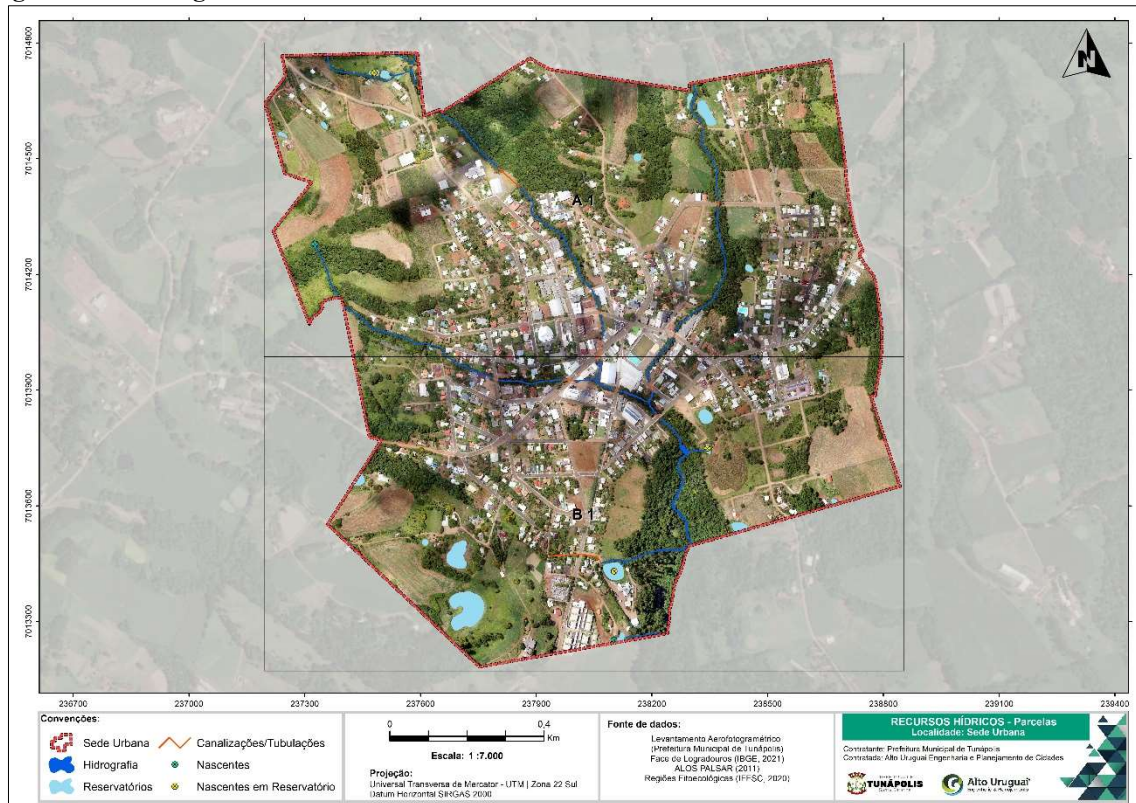 7014800
7014500
7014200
7013900
7013600
7013300
N
A 1
B 1
236700 237000 237300 237600 237900 238200 238500 238800 239100 239400
Convenções:
Sede Urbana
Canalizações/Tubulações
Hidrografia
Nascentes
Reservatórios
Nascentes em Reservatório
0 0,4
Km
Escala: 1:7.000
Projeção:
Universal Transversa de Mercator - UTM | Zona 22 Sul
Datum Horizontal SIRGAS 2000
Fonte de dados:
Levantamento Aerofotogramétrico
(Prefeitura Municipal de Tunápolis)
Face de Logradouros (IBGE, 2021)
ALOS PALSAR (2011)
Regiões Fitoecológicas (IFFSC, 2020)
RECURSOS HÍDRICOS - Parcelas
Localidade: Sede Urbana
Contratante: Prefeitura Municipal de Tunápolis
Contratada: Alto Uruguai Engenharia e Planejamento de Cidades
TUNÁPOLIS
Alto Uruguai
Engenharia & Planejamento